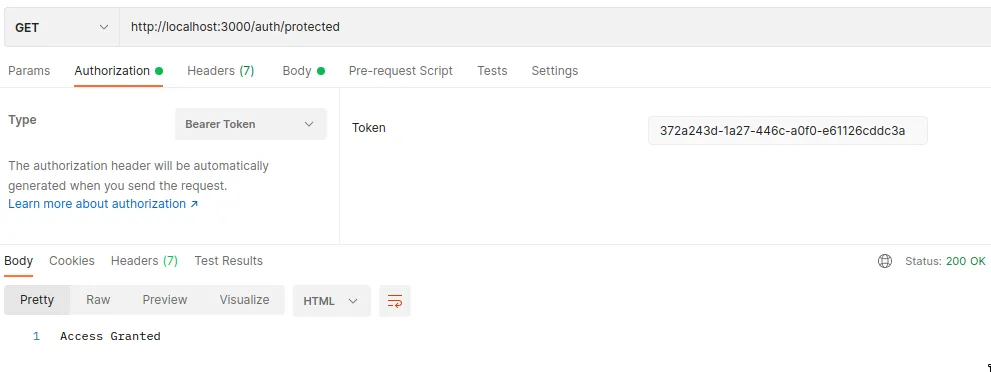 GET http://localhost:3000/auth/protected
Params Authorization Headers (7) Body Pre-request Script Tests Settings
Type Bearer Token
The authorization header will be automatically
generated when you send the request.
Learn more about authorization ↗
Token 372a243d-1a27-446c-a0f0-e61126cddc3a
Body Cookies Headers (7) Test Results Status: 200 OK
Pretty Raw Preview Visualize HTML
1 Access Granted